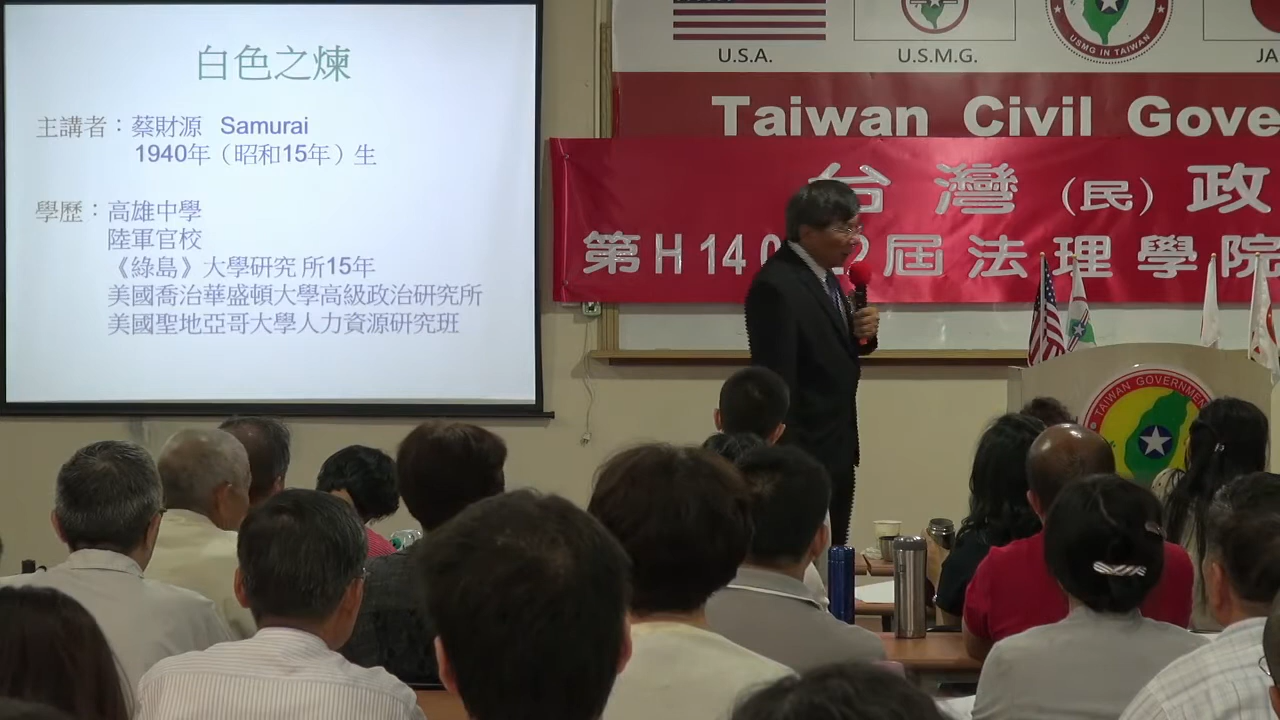 白色之煉
主講者：蔡財源 Samurai
1940年（昭和15年）生
學歷：高雄中學
陸軍官校
《綠島》大學研究 所15年
美國喬治華盛頓大學高級政治研究所
美國聖地亞哥大學人力資源研究班
U.S.A.
U.S.M.G.
USMG IN TAIWAN
JA
Taiwan Civil Gove
台灣（民）政
第H140 2屆法理學院
TAIWAN GOVERNMENT